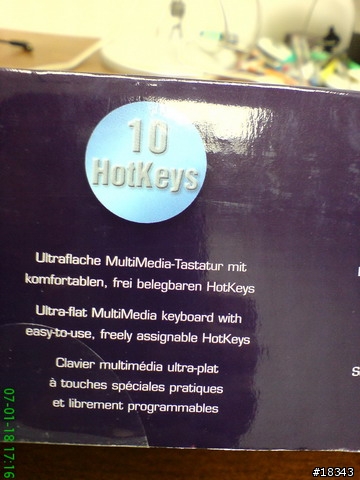 10
HotKeys
Ultraflache MultiMedia-Tastatur mit
komfortablen, frei belegbaren HotKeys
Ultra-flat MultiMedia keyboard with
easy-to-use, freely assignable HotKeys
Clavier multimédia ultra-plat
à touches spéciales pratiques
et librement programmables
S
07-01-18 17:16
#18343